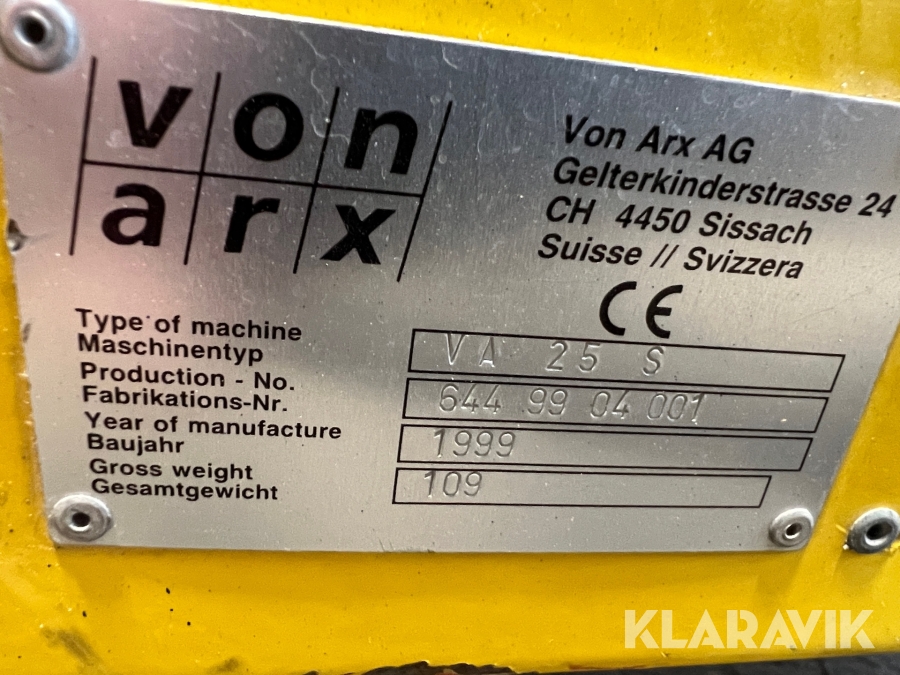 von
arx
Von Arx AG
Gelterkinderstrasse 24
CH 4450 Sissach
Suisse // Svizzera
CE
Type of machine
Maschinentyp
VA 25 S
Production - No.
Fabrikations-Nr.
644 99 04 001
Year of manufacture
Baujahr
1999
Gross weight
Gesamtgewicht
109
KLARAVIK